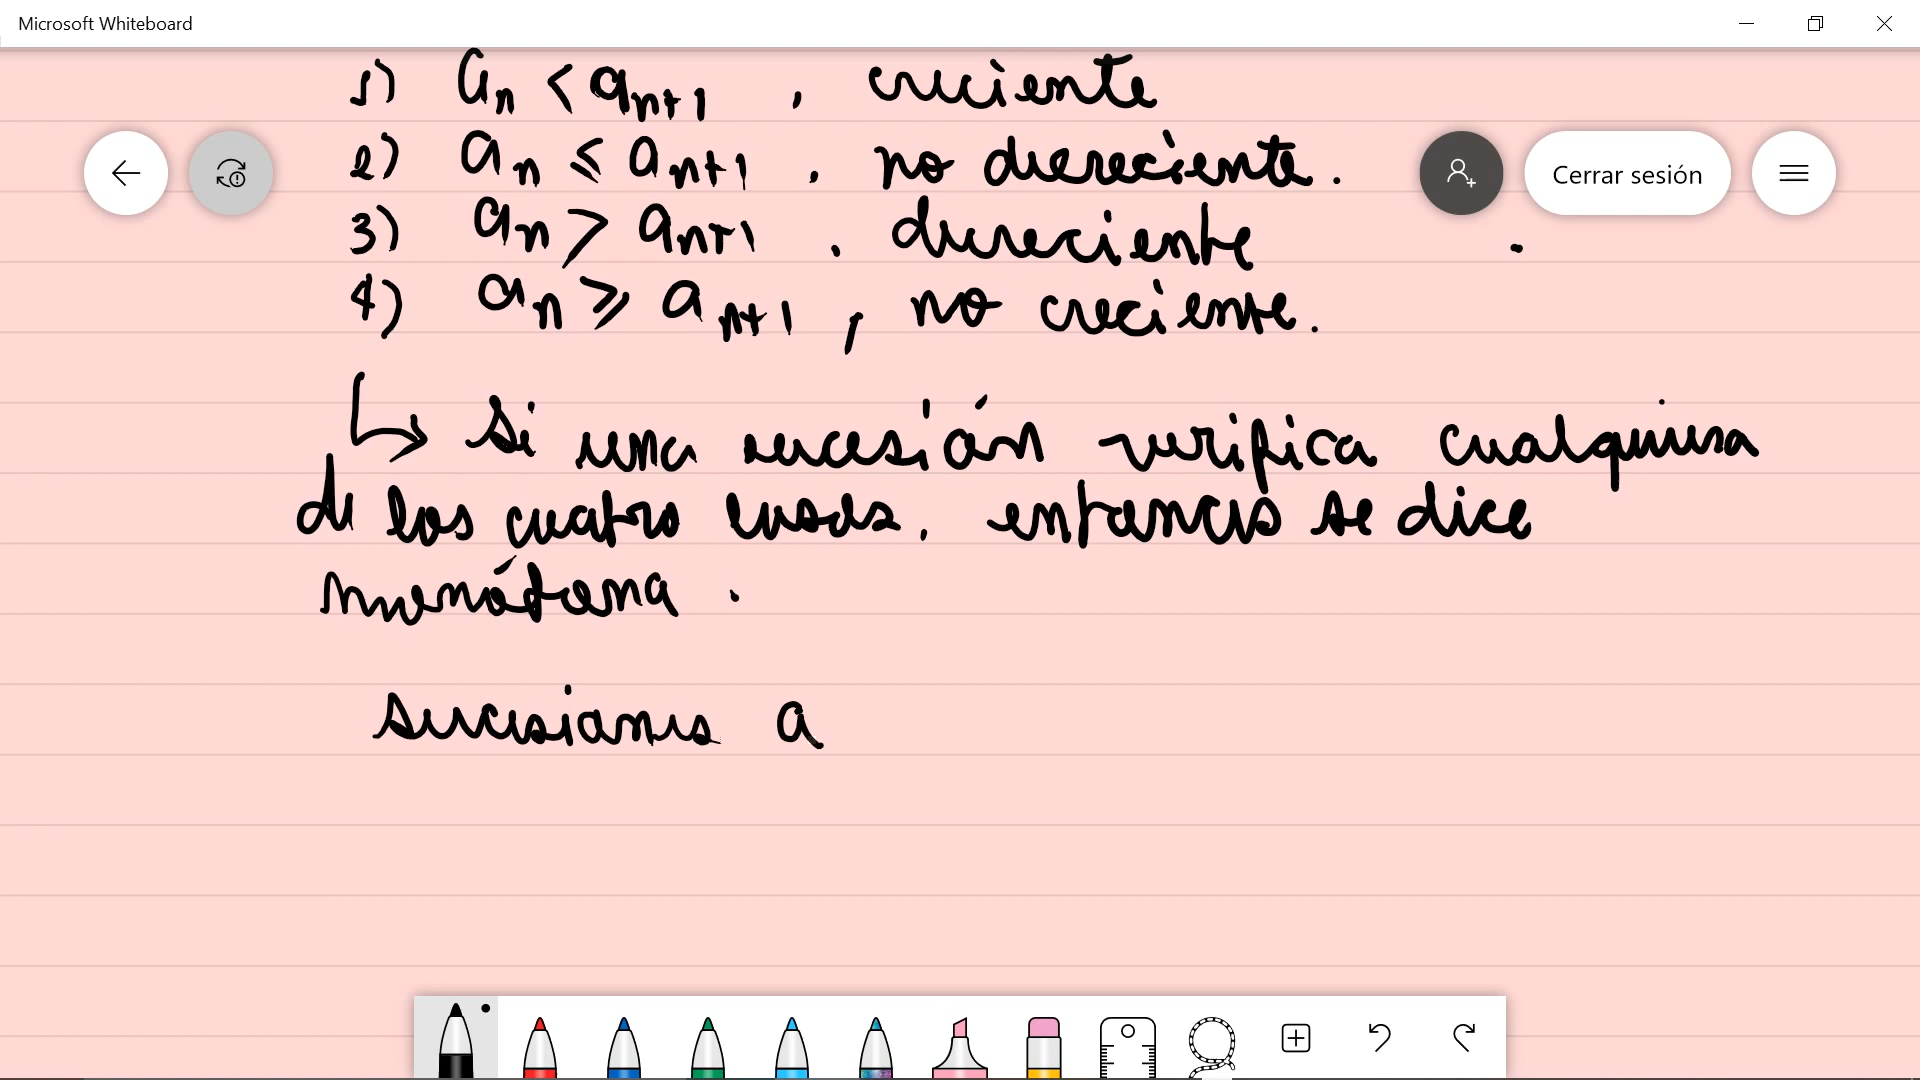 Microsoft Whiteboard
1) an < an+1 , creciente
2) an ≤ an+1 , no decreciente.
Cerrar sesión
3) an > an+1 , decreciente
4) an ≥ an+1 , no creciente.
↳ Si una sucesión verifica cualquiera
de los cuatro casos, entonces se dice
monótona .
sucesiones a